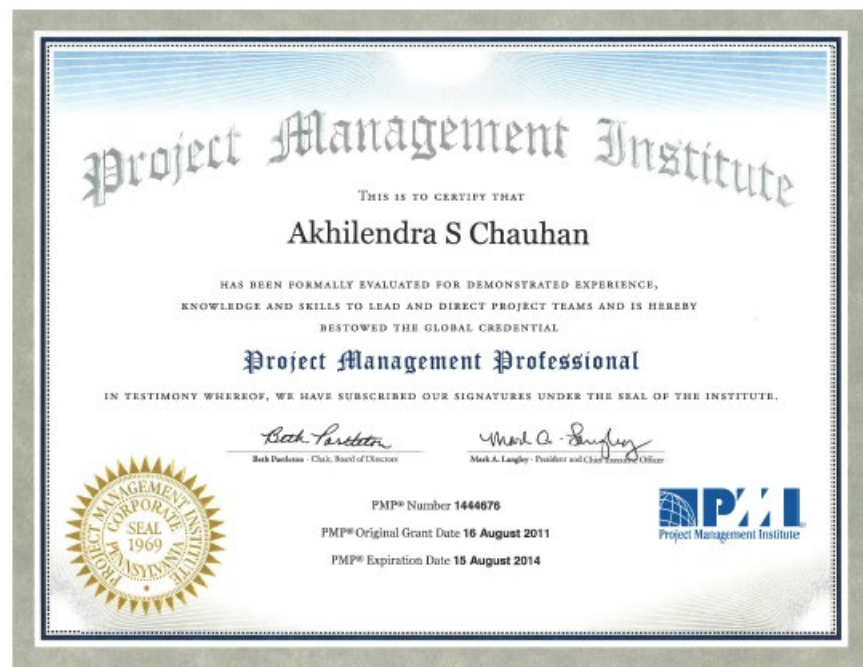 Project Management Institute
THIS IS TO CERTIFY THAT
Akhilendra S Chauhan
HAS BEEN FORMALLY EVALUATED FOR DEMONSTRATED EXPERIENCE,
KNOWLEDGE AND SKILLS TO LEAD AND DIRECT PROJECT TEAMS AND IS HEREBY
BESTOWED THE GLOBAL CREDENTIAL
Project Management Professional
IN TESTIMONY WHEREOF, WE HAVE SUBSCRIBED OUR SIGNATURES UNDER THE SEAL OF THE INSTITUTE.
Beth Partleton Mark A. Langley
Beth Partleton - Chair, Board of Directors Mark A. Langley - President and Chief Executive Officer
PROJECT MANAGEMENT INSTITUTE
CORPORATE
SEAL
1969
PENNSYLVANIA
PMP® Number 1444676
PMP® Original Grant Date 16 August 2011
PMP® Expiration Date 15 August 2014
PMI
Project Management Institute